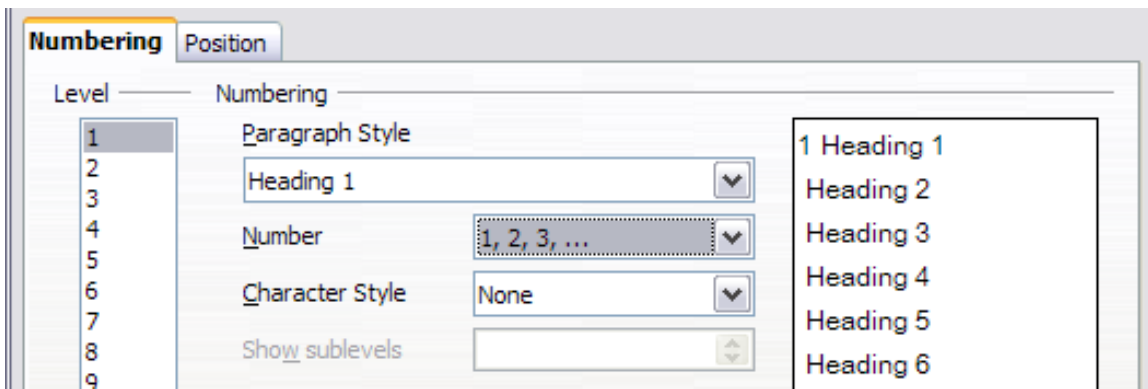 Numbering Position
Level Numbering
1
2
3
4
5
6
7
8
9
Paragraph Style
Heading 1
Number 1, 2, 3, ...
Character Style None
Show sublevels
1 Heading 1
Heading 2
Heading 3
Heading 4
Heading 5
Heading 6